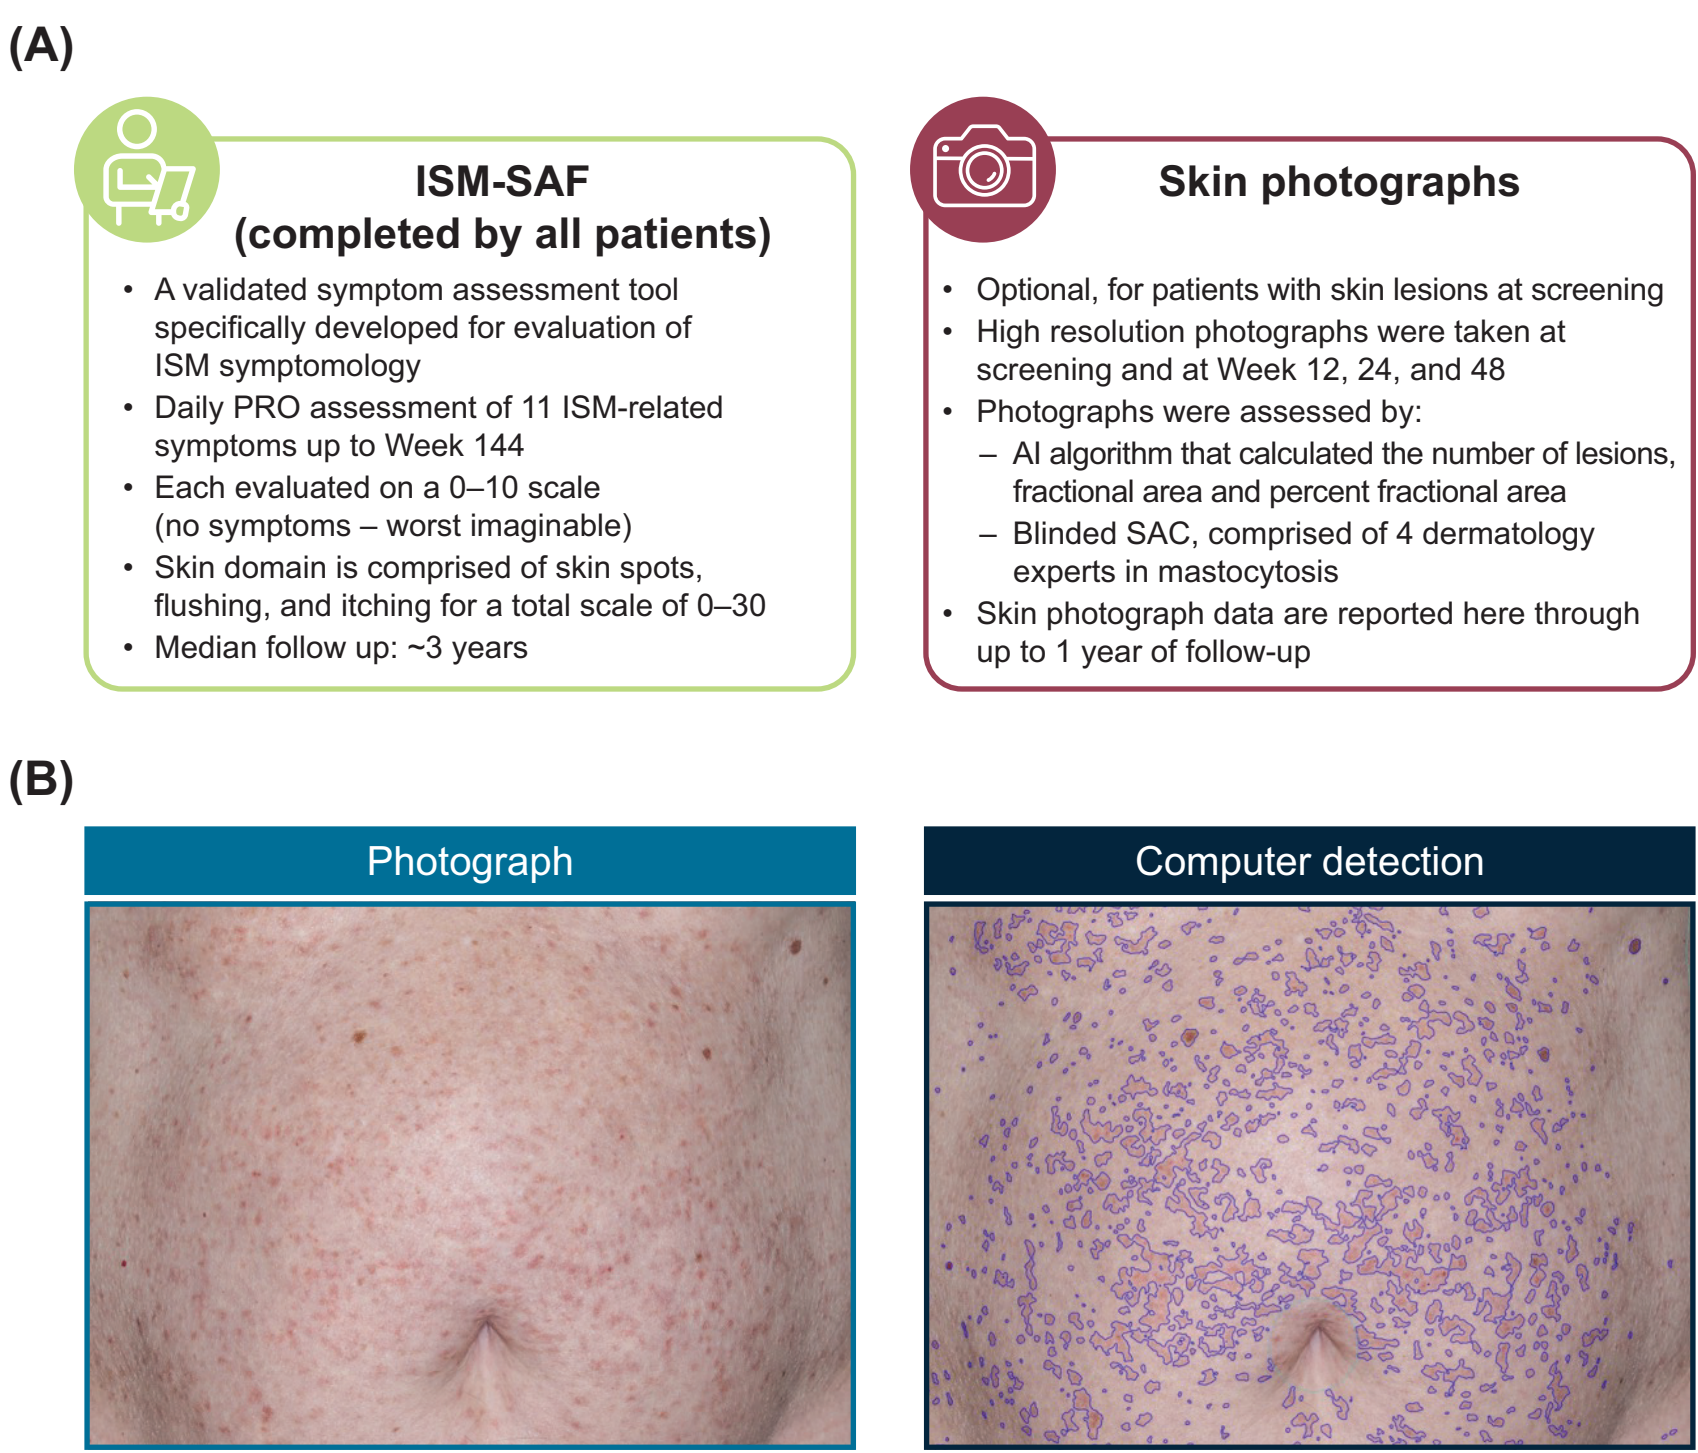 (A)
ISM-SAF
(completed by all patients)
• A validated symptom assessment tool
specifically developed for evaluation of
ISM symptomology
• Daily PRO assessment of 11 ISM-related
symptoms up to Week 144
• Each evaluated on a 0–10 scale
(no symptoms – worst imaginable)
• Skin domain is comprised of skin spots,
flushing, and itching for a total scale of 0–30
• Median follow up: ~3 years
Skin photographs
• Optional, for patients with skin lesions at screening
• High resolution photographs were taken at
screening and at Week 12, 24, and 48
• Photographs were assessed by:
– AI algorithm that calculated the number of lesions,
fractional area and percent fractional area
– Blinded SAC, comprised of 4 dermatology
experts in mastocytosis
• Skin photograph data are reported here through
up to 1 year of follow-up
(B)
Photograph
Computer detection